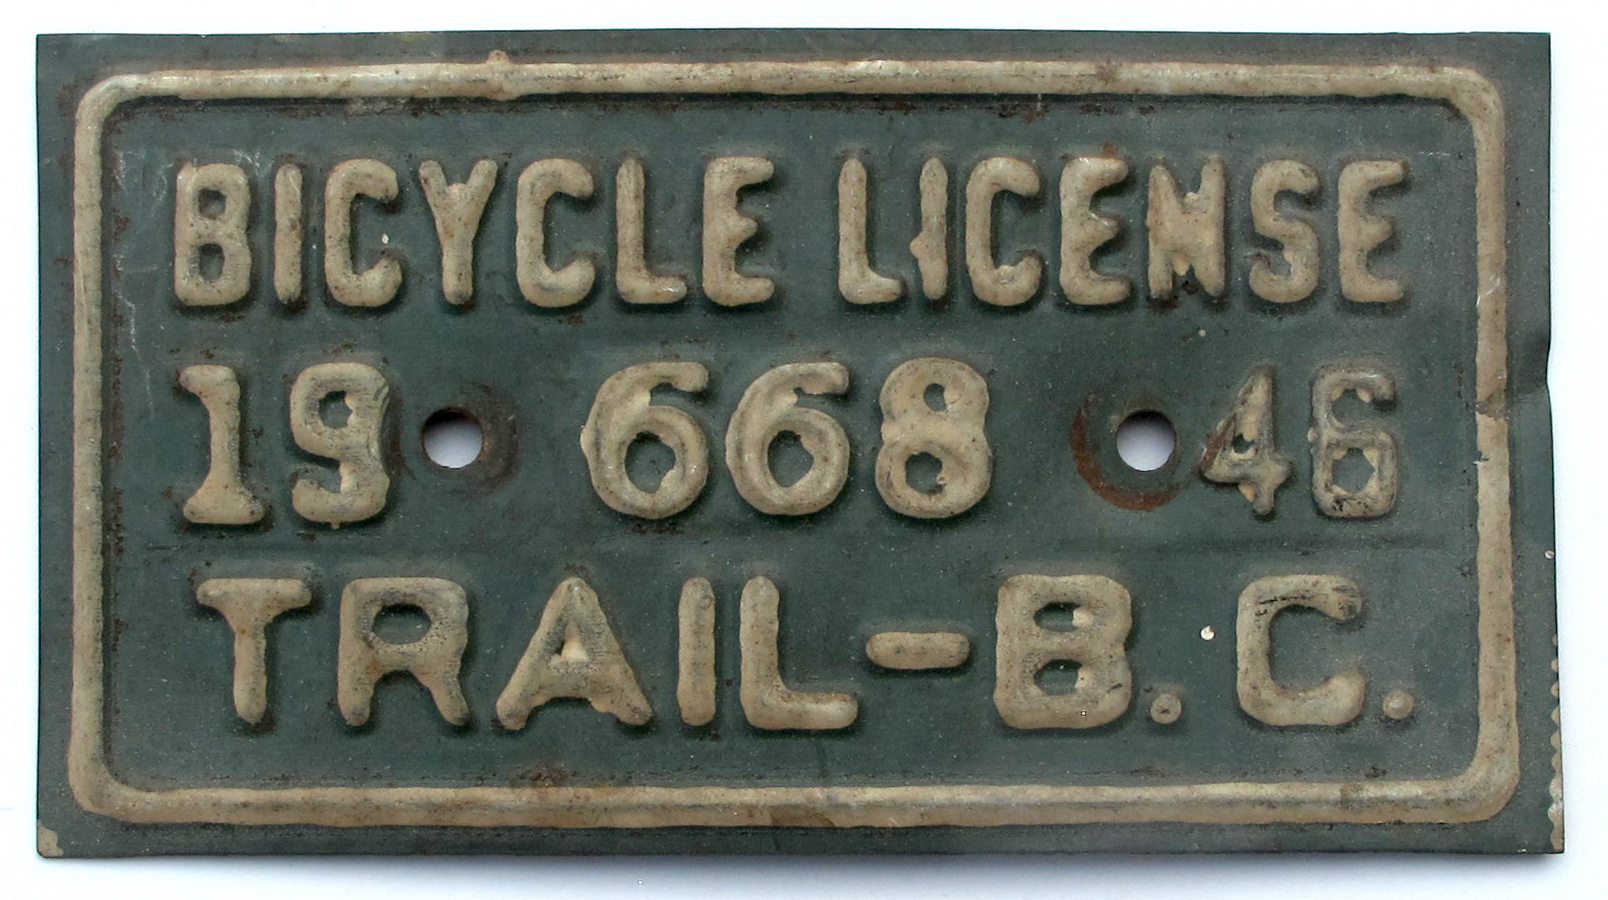 BICYCLE LICENSE
19 668 46
TRAIL-B.C.